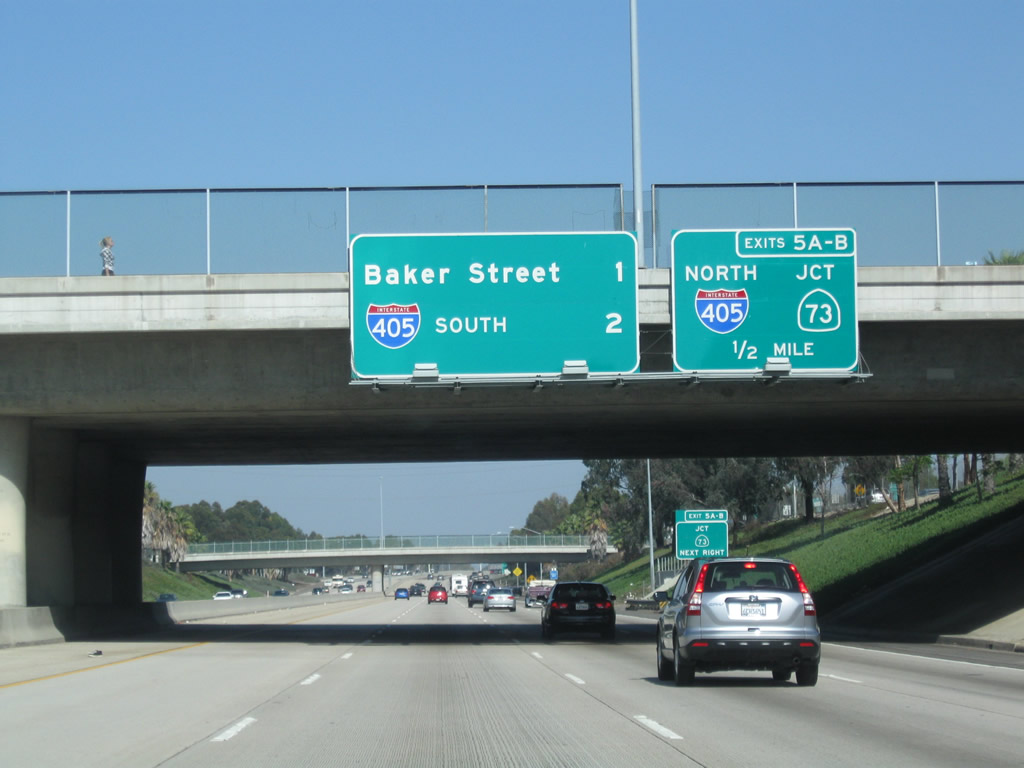 Baker Street 1
INTERSTATE
405 SOUTH 2
EXITS 5A-B
NORTH JCT
INTERSTATE
405 73
1/2 MILE
EXIT 5A-B
JCT
73
NEXT RIGHT